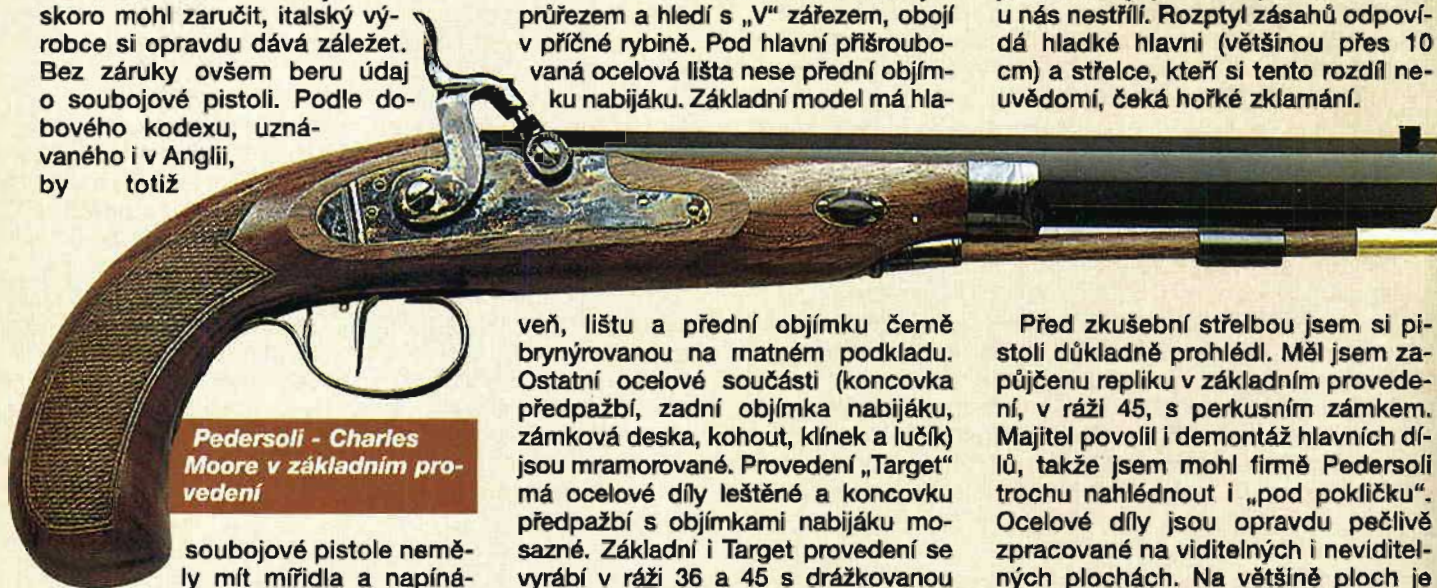 skoro mohl zaručit, italský vý-
robce si opravdu dává záležet.
Bez záruky ovšem beru údaj
o soubojové pistoli. Podle do-
bového kodexu, uzná-
vaného i v Anglii,
by totiž
Pedersoli - Charles
Moore v základním pro-
vedení
soubojové pistole nemě-
ly mít mířidla a napíná-
průřezem a hledí s „V“ zářezem, obojí
v příčné rybině. Pod hlavní přišroubo-
vaná ocelová lišta nese přední objím-
ku nabijáku. Základní model má hla-
veň, lištu a přední objímku černě
brynýrovanou na matném podkladu.
Ostatní ocelové součásti (koncovka
předpažbí, zadní objímka nabijáku,
zámková deska, kohout, klínek a lučík)
jsou mramorované. Provedení „Target“
má ocelové díly leštěné a koncovku
předpažbí s objímkami nabijáku mo-
sazné. Základní i Target provedení se
vyrábí v ráži 36 a 45 s drážkovanou
u nás nestřílí. Rozptyl zásahů odpoví-
dá hladké hlavni (většinou přes 10
cm) a střelce, kteří si tento rozdíl ne-
uvědomí, čeká hořké zklamání.
Před zkušební střelbou jsem si pi-
stoli důkladně prohlédl. Měl jsem za-
půjčenu repliku v základním provede-
ní, v ráži 45, s perkusním zámkem.
Majitel povolil i demontáž hlavních dí-
lů, takže jsem mohl firmě Pedersoli
trochu nahlédnout i „pod pokličku“.
Ocelové díly jsou opravdu pečlivě
zpracované na viditelných i neviditel-
ných plochách. Na většině ploch je